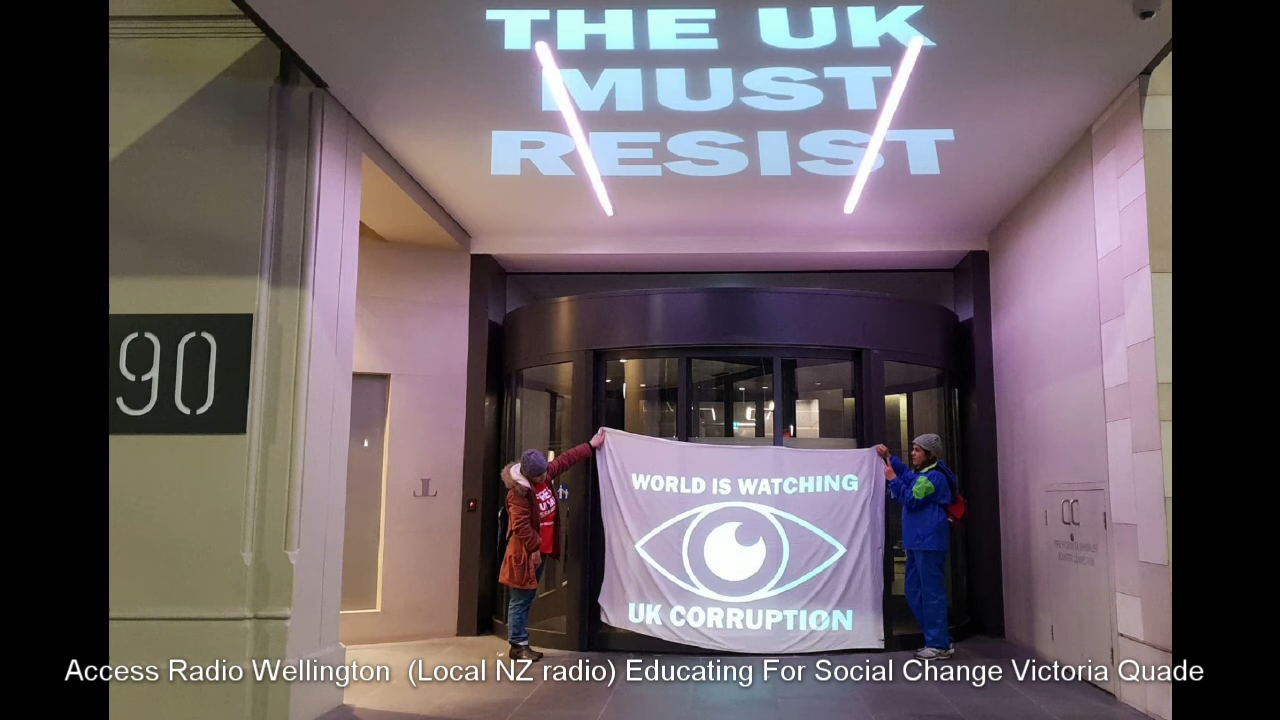 THE UK
MUST
RESIST
90
WORLD IS WATCHING
UK CORRUPTION
Access Radio Wellington (Local NZ radio) Educating For Social Change Victoria Quade